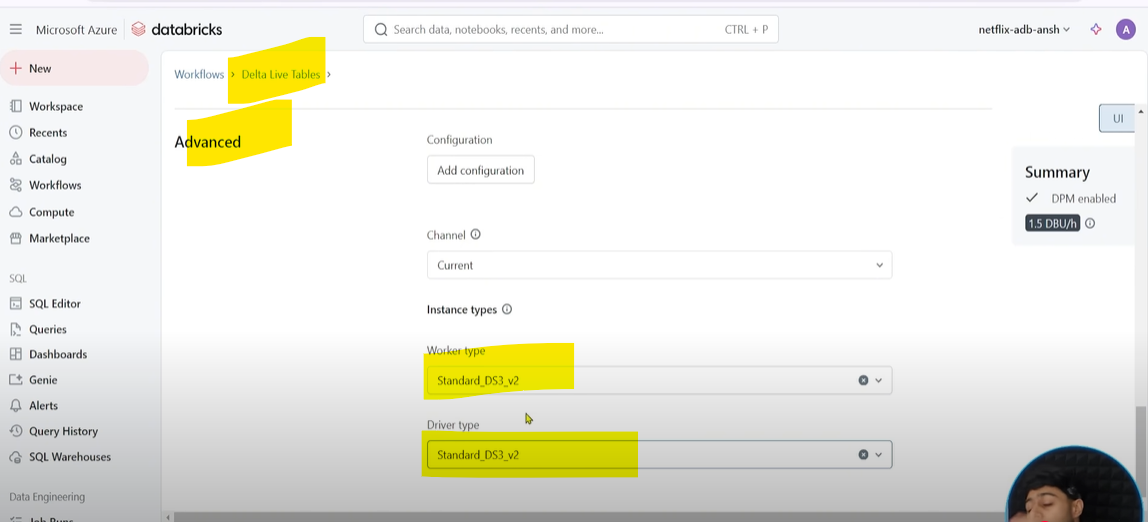 Microsoft Azure databricks Search data, notebooks, recents, and more... CTRL + P netflix-adb-ansh A
New
Workspace
Recents
Catalog
Workflows
Compute
Marketplace
SQL
SQL Editor
Queries
Dashboards
Genie
Alerts
Query History
SQL Warehouses
Data Engineering
Job Runs
Workflows › Delta Live Tables ›
Advanced
Configuration
Add configuration
Channel
Current
Instance types
Worker type
Standard_DS3_v2
Driver type
Standard_DS3_v2
UI
Summary
DPM enabled
1.5 DBU/h